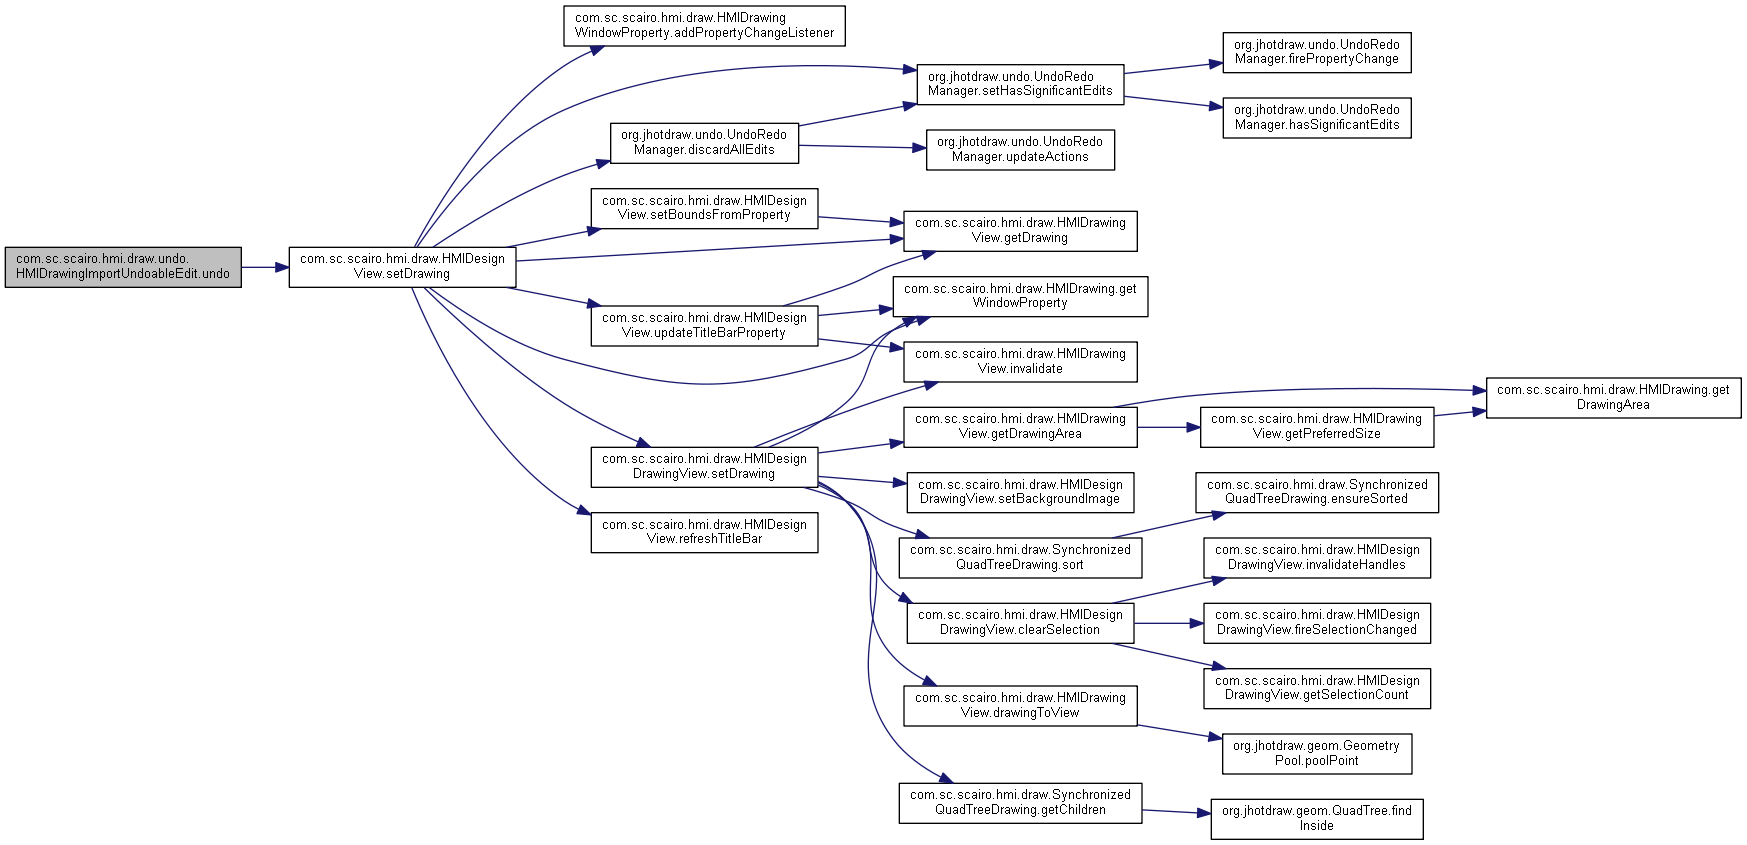 com.sc.scairo.hmi.draw.HMIDrawing
WindowProperty.addPropertyChangeListener
org.jhotdraw.undo.UndoRedo
Manager.firePropertyChange
org.jhotdraw.undo.UndoRedo
Manager.setHasSignificantEdits
org.jhotdraw.undo.UndoRedo
Manager.hasSignificantEdits
org.jhotdraw.undo.UndoRedo
Manager.discardAllEdits
org.jhotdraw.undo.UndoRedo
Manager.updateActions
com.sc.scairo.hmi.draw.HMIDesign
View.setBoundsFromProperty
com.sc.scairo.hmi.draw.HMIDrawing
View.getDrawing
com.sc.scairo.hmi.draw.undo.
HMIDrawingImportUndoableEdit.undo
com.sc.scairo.hmi.draw.HMIDesign
View.setDrawing
com.sc.scairo.hmi.draw.HMIDrawing.get
WindowProperty
com.sc.scairo.hmi.draw.HMIDesign
View.updateTitleBarProperty
com.sc.scairo.hmi.draw.HMIDrawing
View.invalidate
com.sc.scairo.hmi.draw.HMIDrawing.get
DrawingArea
com.sc.scairo.hmi.draw.HMIDrawing
View.getDrawingArea
com.sc.scairo.hmi.draw.HMIDrawing
View.getPreferredSize
com.sc.scairo.hmi.draw.HMIDesign
DrawingView.setDrawing
com.sc.scairo.hmi.draw.HMIDesign
DrawingView.setBackgroundImage
com.sc.scairo.hmi.draw.Synchronized
QuadTreeDrawing.ensureSorted
com.sc.scairo.hmi.draw.HMIDesign
View.refreshTitleBar
com.sc.scairo.hmi.draw.Synchronized
QuadTreeDrawing.sort
com.sc.scairo.hmi.draw.HMIDesign
DrawingView.invalidateHandles
com.sc.scairo.hmi.draw.HMIDesign
DrawingView.clearSelection
com.sc.scairo.hmi.draw.HMIDesign
DrawingView.fireSelectionChanged
com.sc.scairo.hmi.draw.HMIDesign
DrawingView.getSelectionCount
com.sc.scairo.hmi.draw.HMIDrawing
View.drawingToView
org.jhotdraw.geom.Geometry
Pool.poolPoint
com.sc.scairo.hmi.draw.Synchronized
QuadTreeDrawing.getChildren
org.jhotdraw.geom.QuadTree.find
Inside